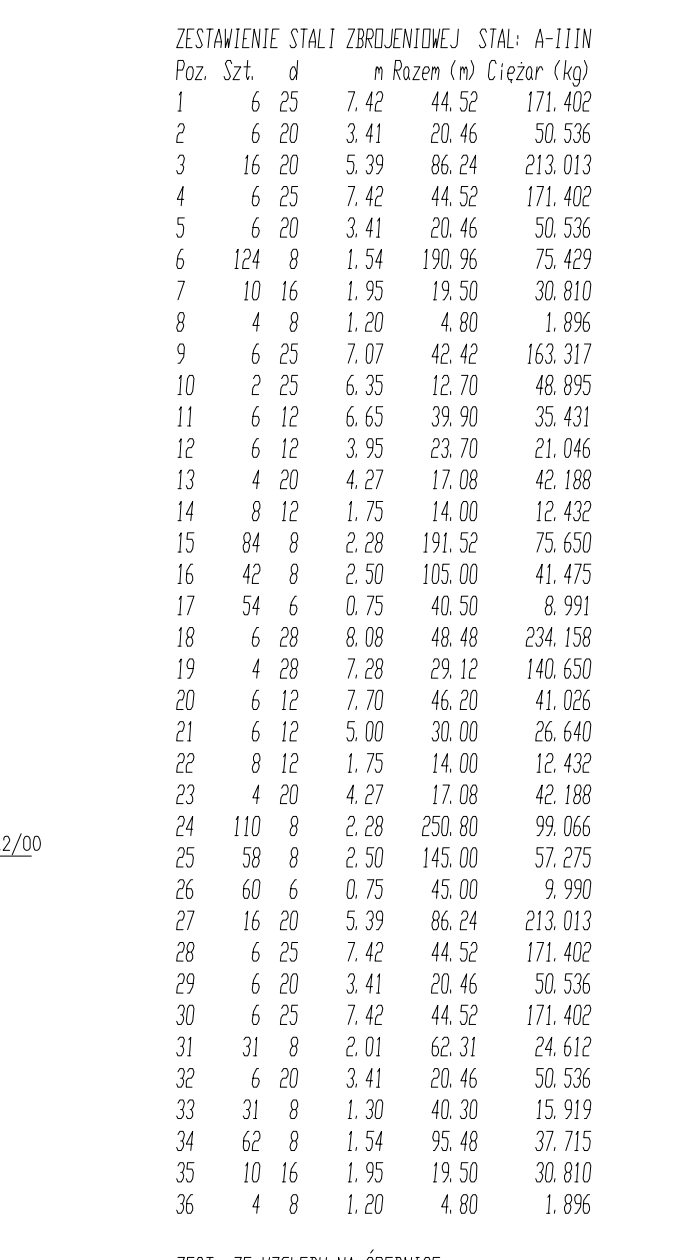 ZESTAWIENIE STALI ZBROJENIOWEJ STAL: A-IIIN
Poz. Szt. d m Razem (m) Ciężar (kg)
1 6 25 7.42 44.52 171.402
2 6 20 3.41 20.46 50.536
3 16 20 5.39 86.24 213.013
4 6 25 7.42 44.52 171.402
5 6 20 3.41 20.46 50.536
6 124 8 1.54 190.96 75.429
7 10 16 1.95 19.50 30.810
8 4 8 1.20 4.80 1.896
9 6 25 7.07 42.42 163.317
10 2 25 6.35 12.70 48.895
11 6 12 6.65 39.90 35.431
12 6 12 3.95 23.70 21.046
13 4 20 4.27 17.08 42.188
14 8 12 1.75 14.00 12.432
15 84 8 2.28 191.52 75.650
16 42 8 2.50 105.00 41.475
17 54 6 0.75 40.50 8.991
18 6 28 8.08 48.48 234.158
19 4 28 7.28 29.12 140.650
20 6 12 7.70 46.20 41.026
21 6 12 5.00 30.00 26.640
22 8 12 1.75 14.00 12.432
23 4 20 4.27 17.08 42.188
24 110 8 2.28 250.80 99.066
2/00
25 58 8 2.50 145.00 57.275
26 60 6 0.75 45.00 9.990
27 16 20 5.39 86.24 213.013
28 6 25 7.42 44.52 171.402
29 6 20 3.41 20.46 50.536
30 6 25 7.42 44.52 171.402
31 31 8 2.01 62.31 24.612
32 6 20 3.41 20.46 50.536
33 31 8 1.30 40.30 15.919
34 62 8 1.54 95.48 37.715
35 10 16 1.95 19.50 30.810
36 4 8 1.20 4.80 1.896